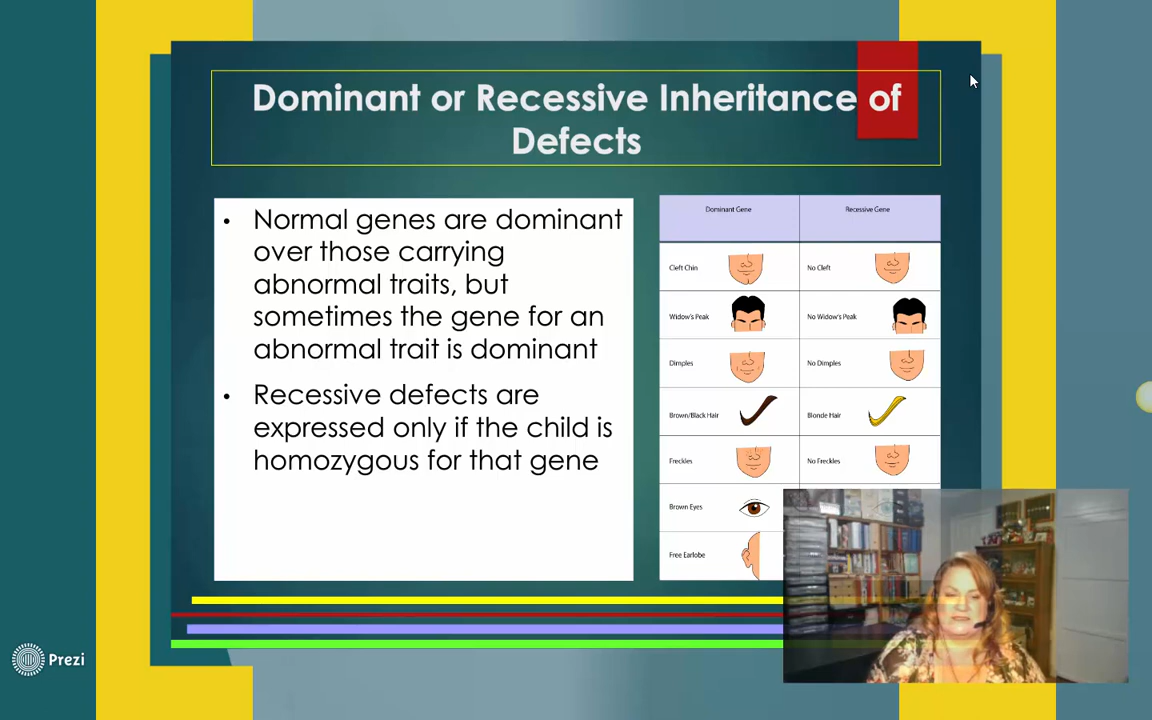 Dominant or Recessive Inheritance of
Defects
• Normal genes are dominant
over those carrying
abnormal traits, but
sometimes the gene for an
abnormal trait is dominant
• Recessive defects are
expressed only if the child is
homozygous for that gene
Dominant Gene Recessive Gene
Cleft Chin No Cleft
Widow's Peak No Widow's Peak
Dimples No Dimples
Brown/Black Hair Blonde Hair
Freckles No Freckles
Brown Eyes
Free Earlobe
Prezi